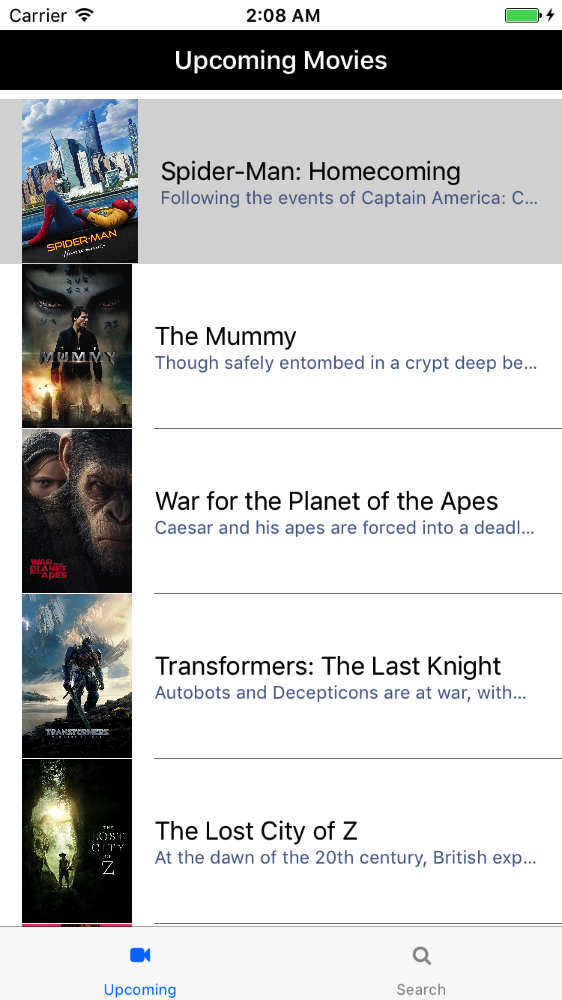 Carrier 2:08 AM
Upcoming Movies
SPIDER-MAN
Homecoming
Spider-Man: Homecoming
Following the events of Captain America: C...
THE
MUMMY
The Mummy
Though safely entombed in a crypt deep be...
WAR
PLANET
APES
War for the Planet of the Apes
Caesar and his apes are forced into a deadl...
TRANSFORMERS
Transformers: The Last Knight
Autobots and Decepticons are at war, with...
THE
LOST
CITY
OF
Z
The Lost City of Z
At the dawn of the 20th century, British exp...
Upcoming
Search